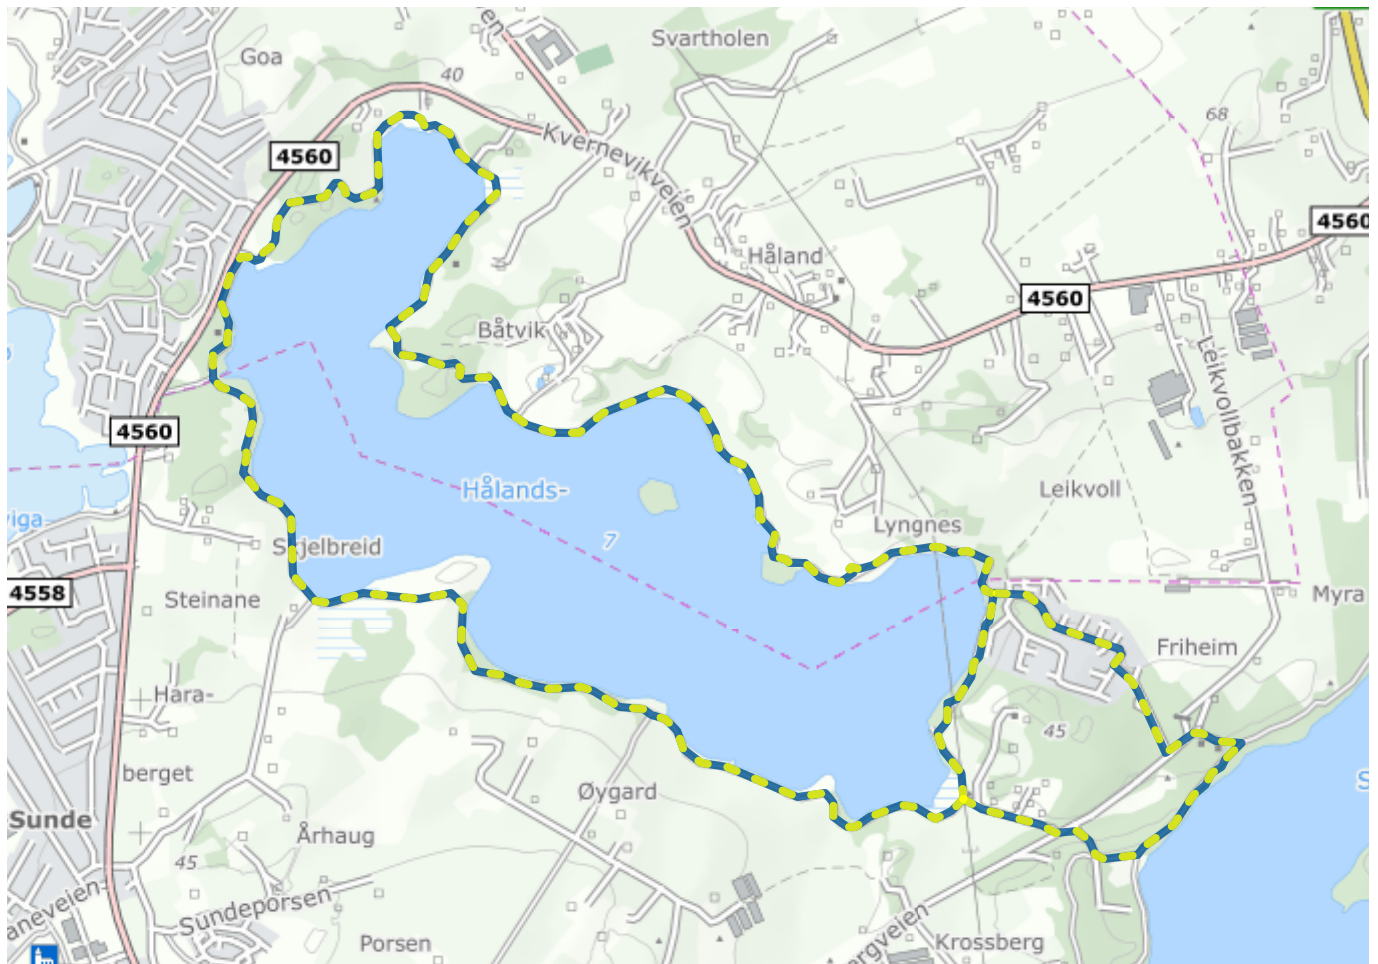 Svartholen
Goa
40
68
4560
Kvernevikveien
4560
Håland
4560
Båtvik
Leikvollbakken
4560
Hålands-
Leikvoll
viga
Lyngnes
7
4558
Steinane
Myra
Friheim
Hara-
45
berget
Øygard
Sunde
Århaug
45
Sundeporsen
Porsen
Krossberg